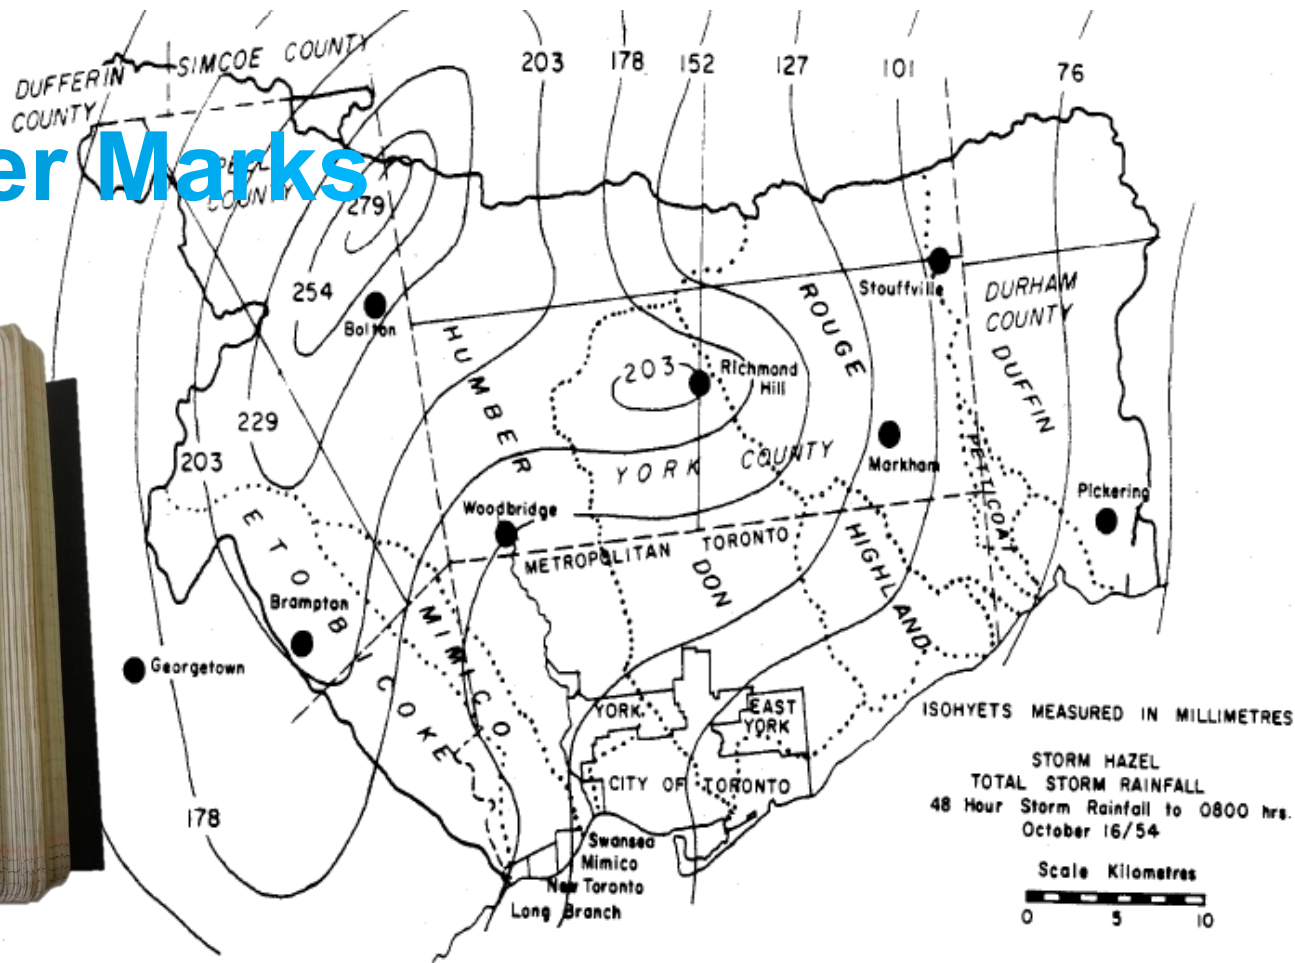 SIMCOE COUNTY
DUFFERIN
COUNTY
203 178 152 127 101 76
er Marks
COUNTY
279
254
Bolton
229
203
178
HUMBER
ROUGE
Stouffville
DURHAM
COUNTY
DUFFIN
203
Richmond
Hill
YORK COUNTY
Markham
PETTICOAT
Pickering
Woodbridge
METROPOLITAN TORONTO
DON
HIGHLAND
ETOBICOKE
Brampton
MIMICO
Georgetown
YORK
EAST
YORK
CITY OF TORONTO
Swansea
Mimico
New Toronto
Long Branch
ISOHYETS MEASURED IN MILLIMETRES
STORM HAZEL
TOTAL STORM RAINFALL
48 Hour Storm Rainfall to 0800 hrs.
October 16/54
Scale Kilometres
0 5 10